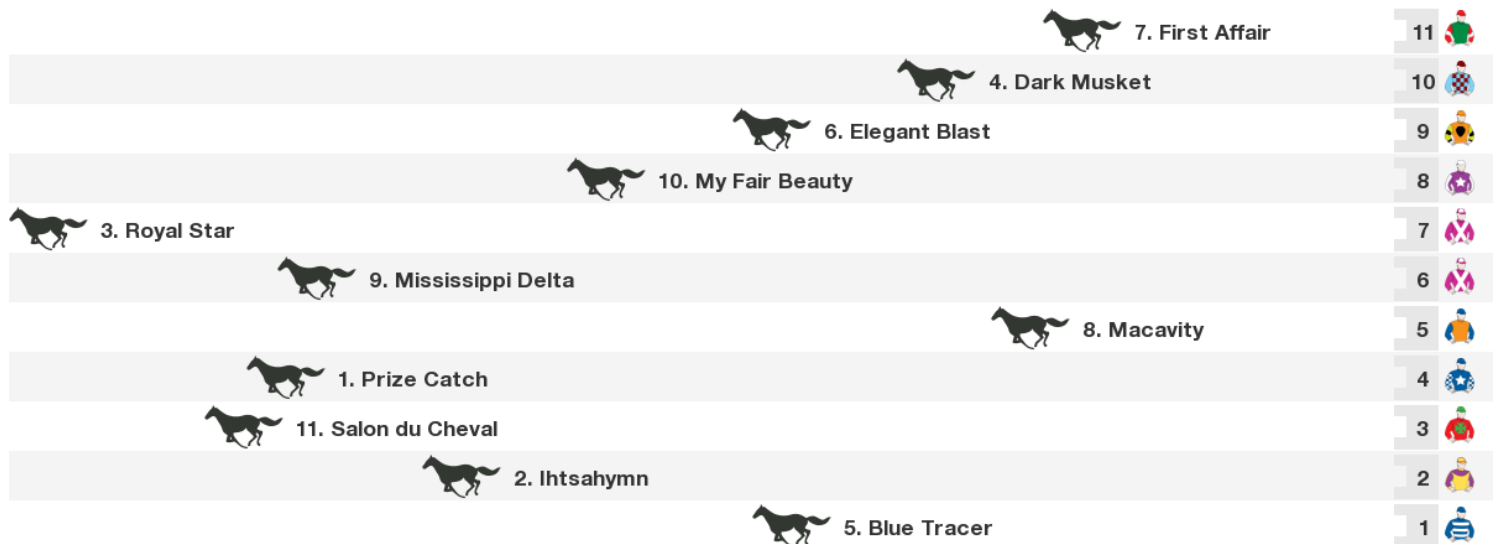 7. First Affair 11
4. Dark Musket 10
6. Elegant Blast 9
10. My Fair Beauty 8
3. Royal Star 7
9. Mississippi Delta 6
8. Macavity 5
1. Prize Catch 4
11. Salon du Cheval 3
2. Ihtsahymn 2
5. Blue Tracer 1